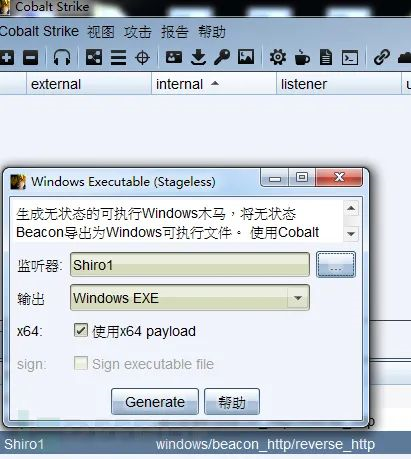 Cobalt Strike
Cobalt Strike 视图 攻击 报告 帮助
external internal listener
Windows Executable (Stageless)
生成无状态的可执行Windows木马，将无状态
Beacon导出为Windows可执行文件。 使用Cobalt
监听器: Shiro1 ...
输出 Windows EXE
x64: 使用x64 payload
sign: Sign executable file
Generate 帮助
Shiro1 windows/beacon_http/reverse_http